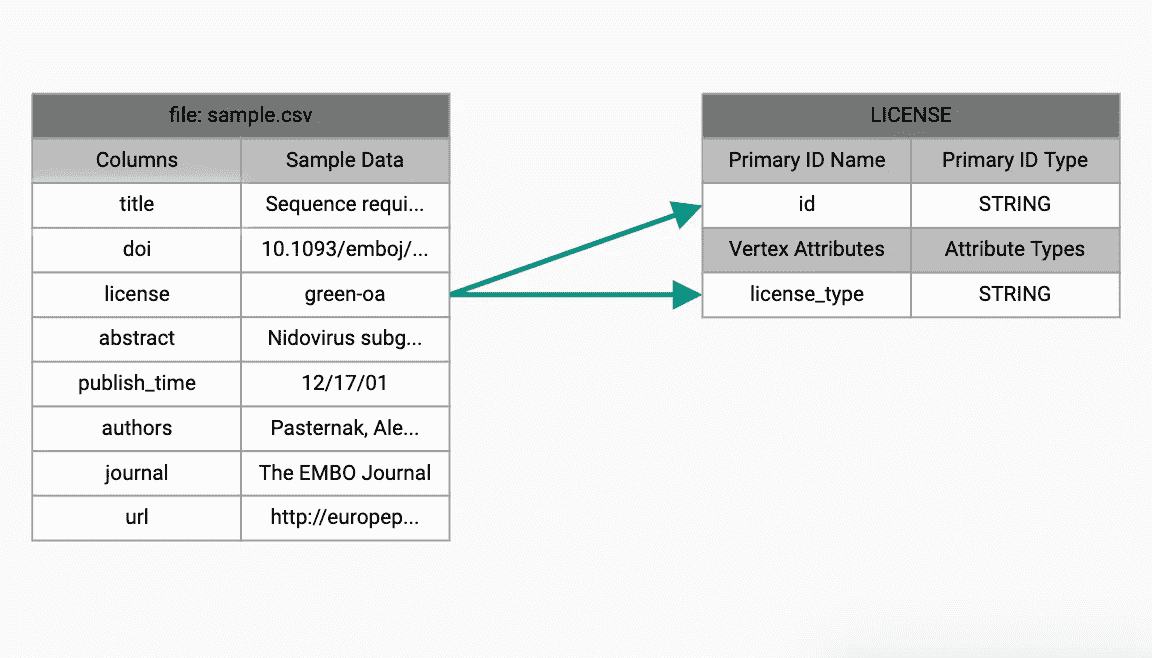 file: sample.csv
Columns Sample Data
title Sequence requi...
doi 10.1093/emboj/...
license green-oa
abstract Nidovirus subg...
publish_time 12/17/01
authors Pasternak, Ale...
journal The EMBO Journal
url http://europep...
LICENSE
Primary ID Name Primary ID Type
id STRING
Vertex Attributes Attribute Types
license_type STRING